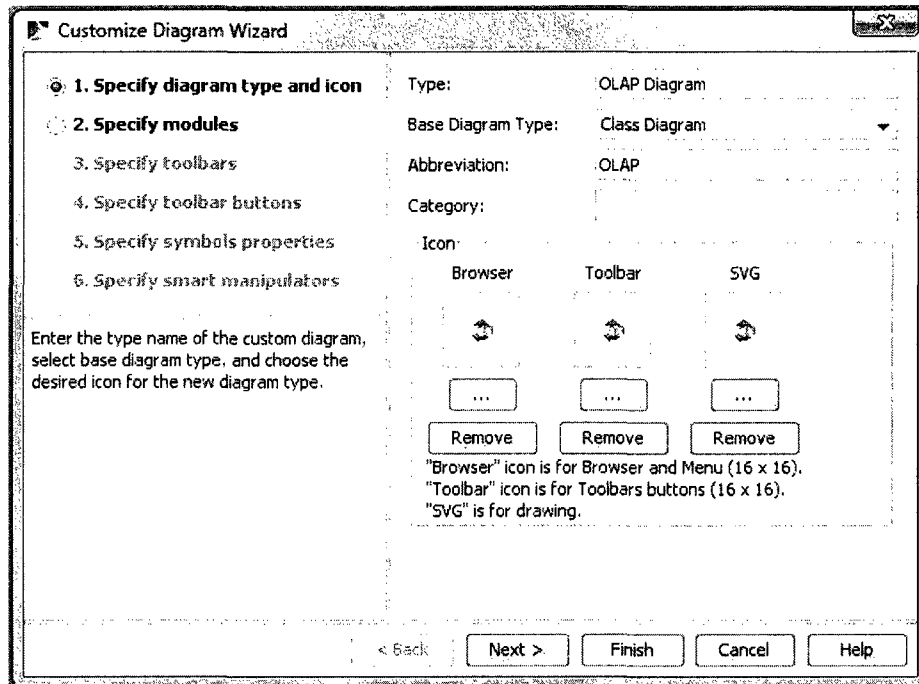 Customize Diagram Wizard
1. Specify diagram type and icon
2. Specify modules
3. Specify toolbars
4. Specify toolbar buttons
5. Specify symbols properties
6. Specify smart manipulators
Enter the type name of the custom diagram,
select base diagram type, and choose the
desired icon for the new diagram type.
Type: OLAP Diagram
Base Diagram Type: Class Diagram
Abbreviation: OLAP
Category:
Icon
Browser Toolbar SVG
... ... ...
Remove Remove Remove
"Browser" icon is for Browser and Menu (16 x 16).
"Toolbar" icon is for Toolbars buttons (16 x 16).
"SVG" is for drawing.
< Back Next > Finish Cancel Help